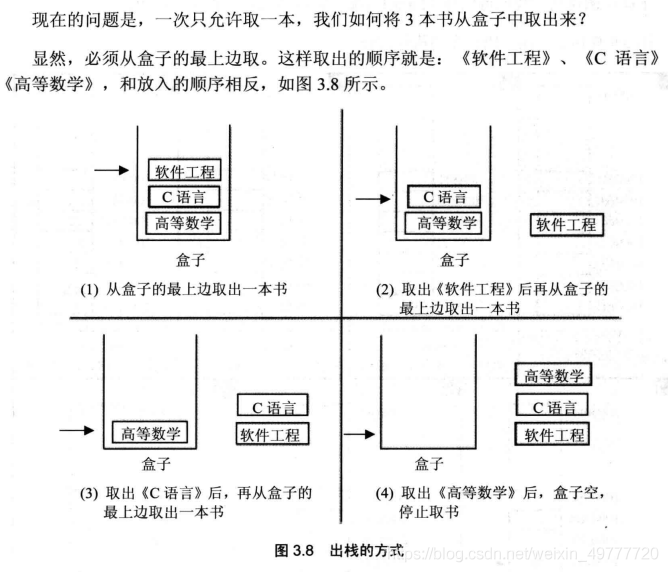 现在的问题是，一次只允许取一本，我们如何将 3 本书从盒子中取出来？
显然，必须从盒子的最上边取。这样取出的顺序就是：《软件工程》、《C 语言》
《高等数学》，和放入的顺序相反，如图 3.8 所示。
软件工程
C 语言
高等数学
盒子
(1) 从盒子的最上边取出一本书
C 语言
高等数学
软件工程
盒子
(2) 取出《软件工程》后再从盒子的
最上边取出一本书
高等数学
C 语言
软件工程
盒子
(3) 取出《C 语言》后，再从盒子的
最上边取出一本书
高等数学
C 语言
软件工程
盒子
(4) 取出《高等数学》后，盒子空，
停止取书
图 3.8 出栈的方式
https://blog.csdn.net/weixin_49777720